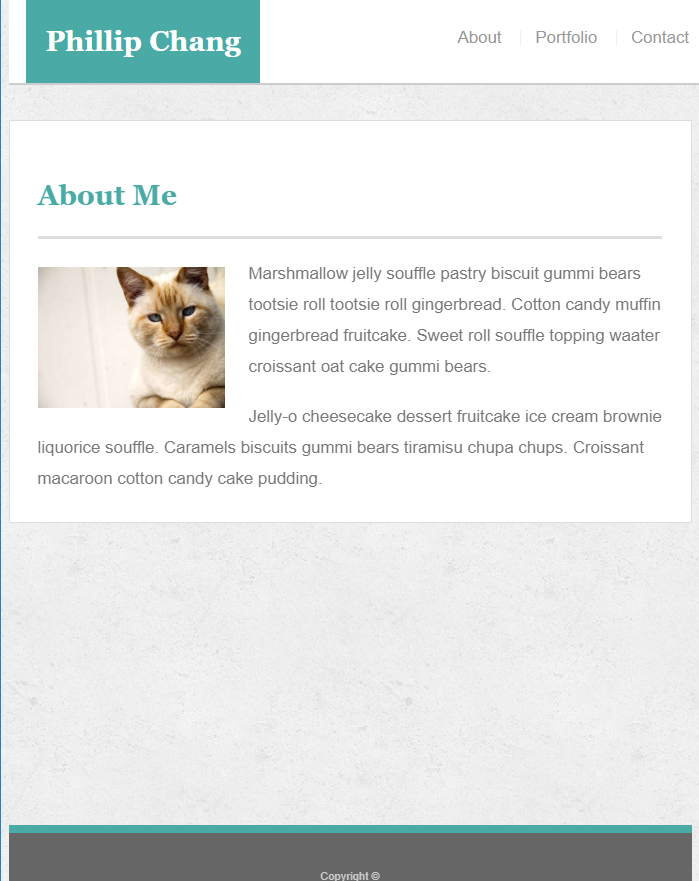 Phillip Chang
About
Portfolio
Contact
About Me
Marshmallow jelly souffle pastry biscuit gummi bears
tootsie roll tootsie roll gingerbread. Cotton candy muffin
gingerbread fruitcake. Sweet roll souffle topping waater
croissant oat cake gummi bears.
Jelly-o cheesecake dessert fruitcake ice cream brownie
liquorice souffle. Caramels biscuits gummi bears tiramisu chupa chups. Croissant
macaroon cotton candy cake pudding.
Copyright ©